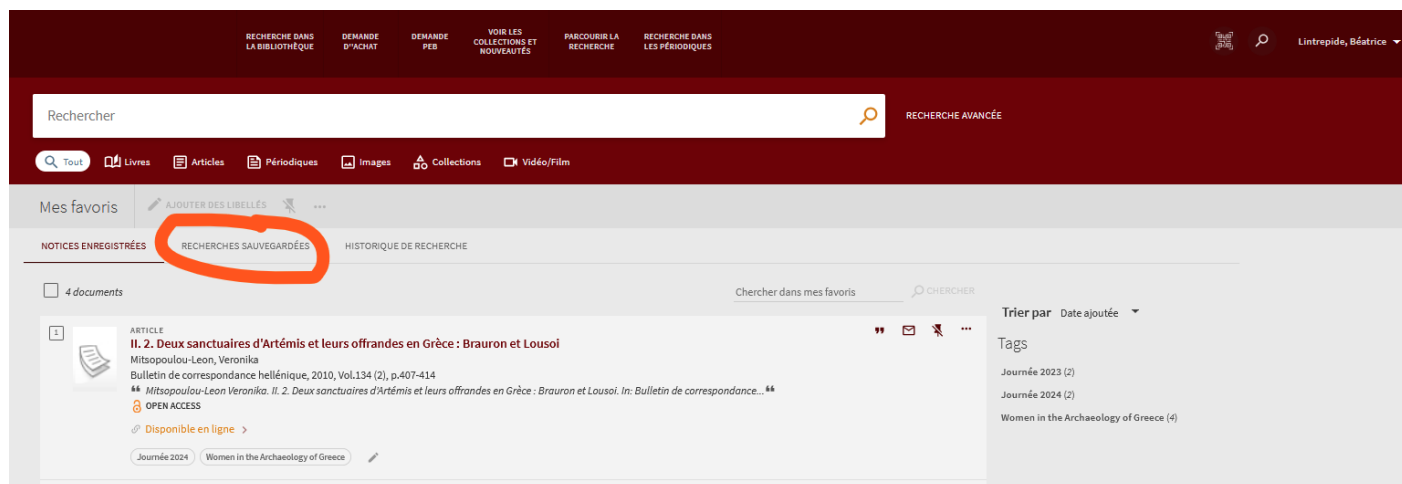 RECHERCHE DANS
LA BIBLIOTHÈQUE
DEMANDE
D''ACHAT
DEMANDE
PEB
VOIR LES
COLLECTIONS ET
NOUVEAUTÉS
PARCOURIR LA
RECHERCHE
RECHERCHE DANS
LES PÉRIODIQUES
Lintrepide, Béatrice
Rechercher
RECHERCHE AVANCÉE
Tout
Livres
Articles
Périodiques
Images
Collections
Vidéo/Film
Mes favoris
AJOUTER DES LIBELLÉS
NOTICES ENREGISTRÉES
RECHERCHES SAUVEGARDÉES
HISTORIQUE DE RECHERCHE
4 documents
Chercher dans mes favoris
CHERCHER
Trier par Date ajoutée
Tags
Journée 2023 (2)
Journée 2024 (2)
Women in the Archaeology of Greece (4)
1
ARTICLE
II. 2. Deux sanctuaires d'Artémis et leurs offrandes en Grèce : Brauron et Lousoi
Mitsopoulou-Leon, Veronika
Bulletin de correspondance hellénique, 2010, Vol.134 (2), p.407-414
❝ Mitsopoulou-Leon Veronika. II. 2. Deux sanctuaires d'Artémis et leurs offrandes en Grèce : Brauron et Lousoi. In: Bulletin de correspondance...❝
OPEN ACCESS
Disponible en ligne >
Journée 2024
Women in the Archaeology of Greece